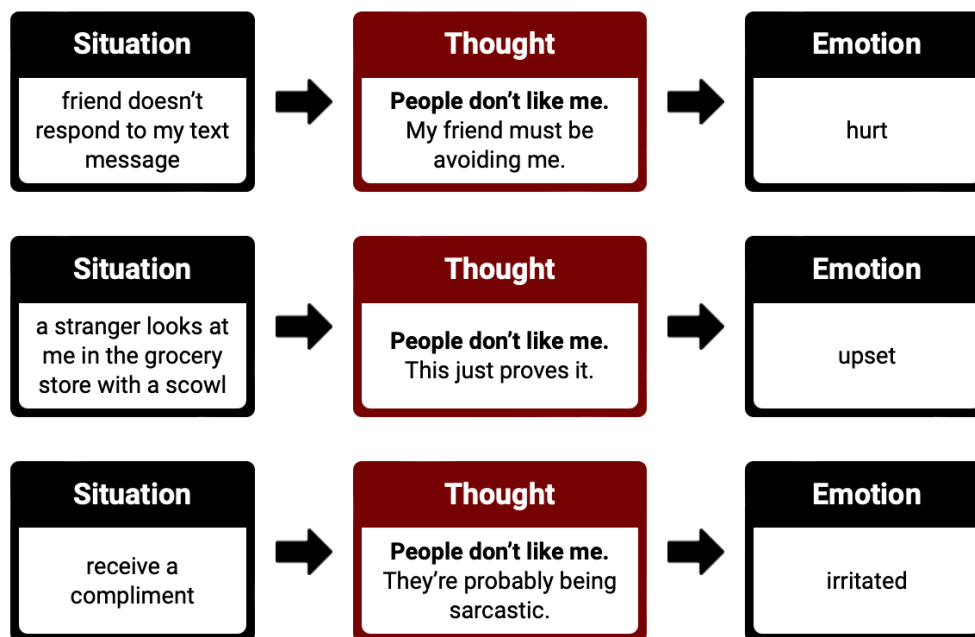 Situation
friend doesn’t
respond to my text
message
Thought
People don’t like me.
My friend must be
avoiding me.
Emotion
hurt
Situation
a stranger looks at
me in the grocery
store with a scowl
Thought
People don’t like me.
This just proves it.
Emotion
upset
Situation
receive a
compliment
Thought
People don’t like me.
They’re probably being
sarcastic.
Emotion
irritated